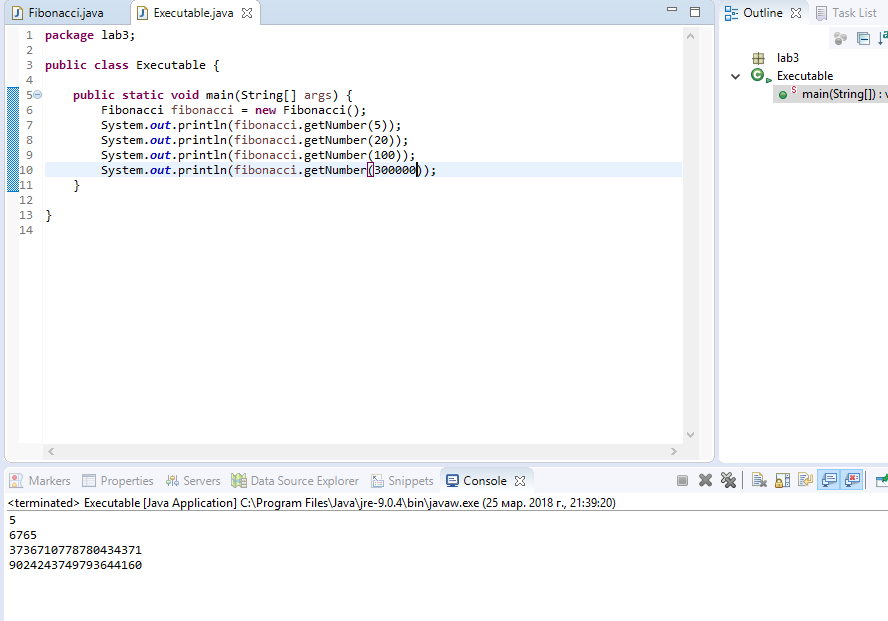 Fibonacci.java Executable.java
1 package lab3;
2
3 public class Executable {
4
5 public static void main(String[] args) {
6 Fibonacci fibonacci = new Fibonacci();
7 System.out.println(fibonacci.getNumber(5));
8 System.out.println(fibonacci.getNumber(20));
9 System.out.println(fibonacci.getNumber(100));
10 System.out.println(fibonacci.getNumber(300000));
11 }
12
13 }
14
Outline Task List
lab3
Executable
main(String[]) : v
Markers Properties Servers Data Source Explorer Snippets Console
<terminated> Executable [Java Application] C:\Program Files\Java\jre-9.0.4\bin\javaw.exe (25 мар. 2018 г., 21:39:20)
5
6765
3736710778780434371
9024243749793644160